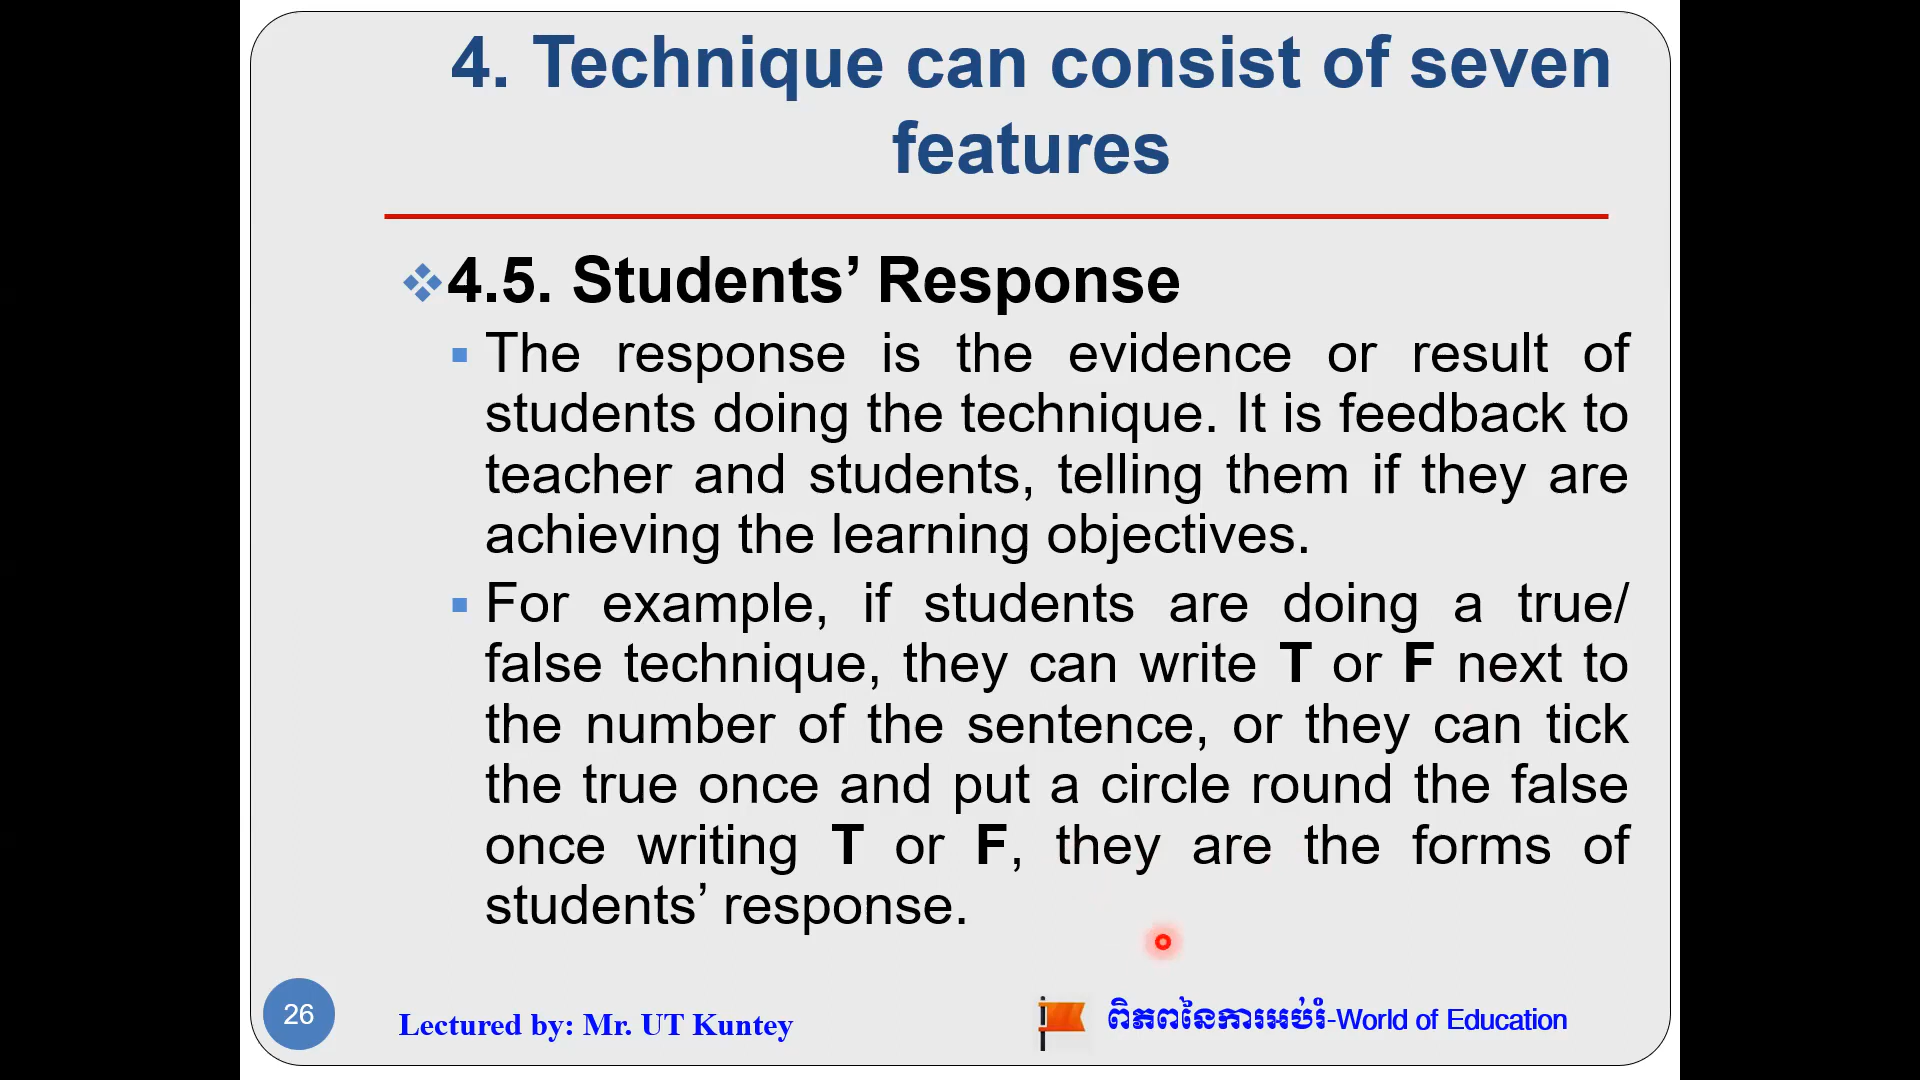 4. Technique can consist of seven
features
4.5. Students’ Response
The response is the evidence or result of
students doing the technique. It is feedback to
teacher and students, telling them if they are
achieving the learning objectives.
For example, if students are doing a true/
false technique, they can write T or F next to
the number of the sentence, or they can tick
the true once and put a circle round the false
once writing T or F, they are the forms of
students’ response.
26
Lectured by: Mr. UT Kuntey
ពិភពនៃការអប់រំ-World of Education